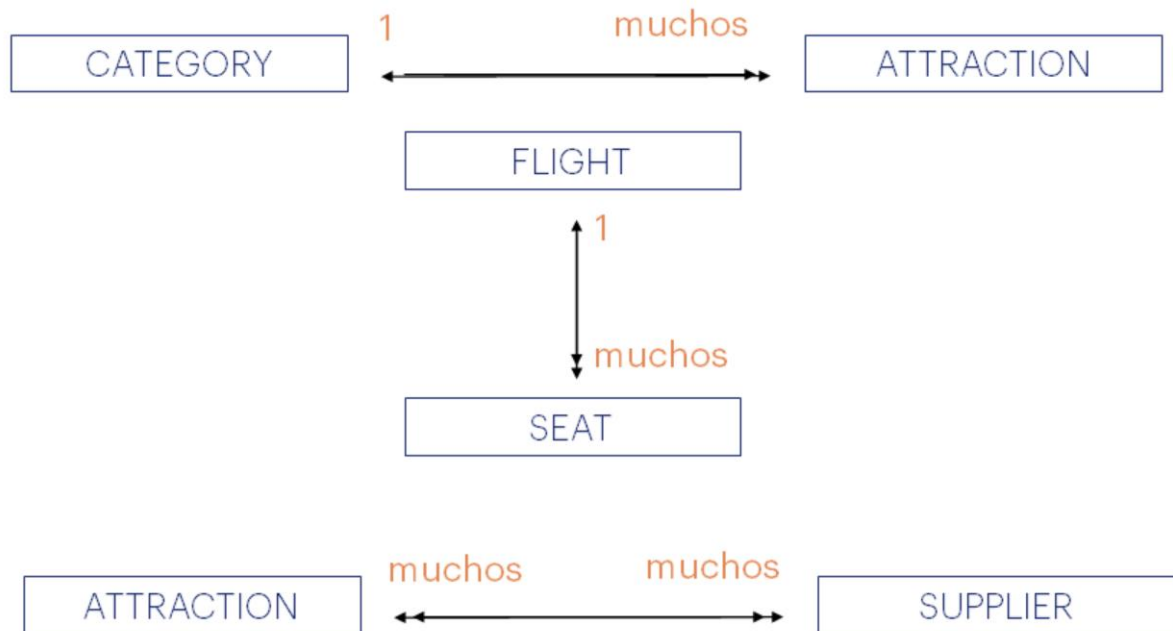 1 muchos
CATEGORY ATTRACTION
FLIGHT
1
muchos
SEAT
muchos muchos
ATTRACTION SUPPLIER